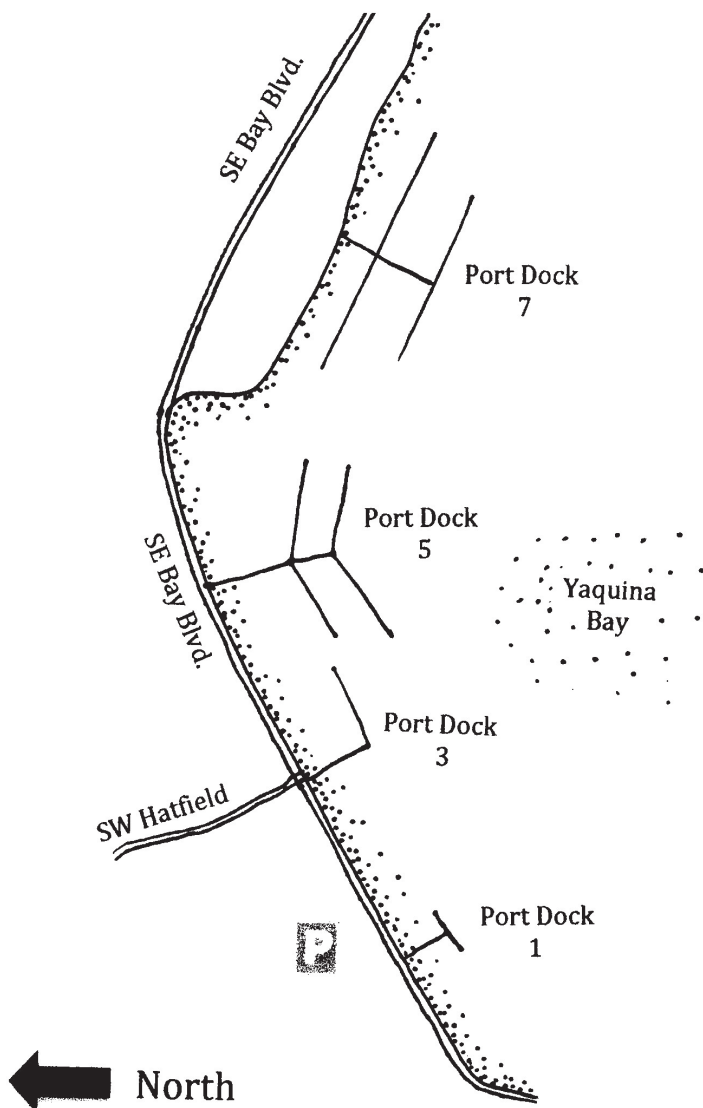 SE Bay Blvd.
Port Dock
7
Port Dock
5
SE Bay Blvd.
Yaquina
Bay
Port Dock
3
SW Hatfield
Port Dock
1
P
North